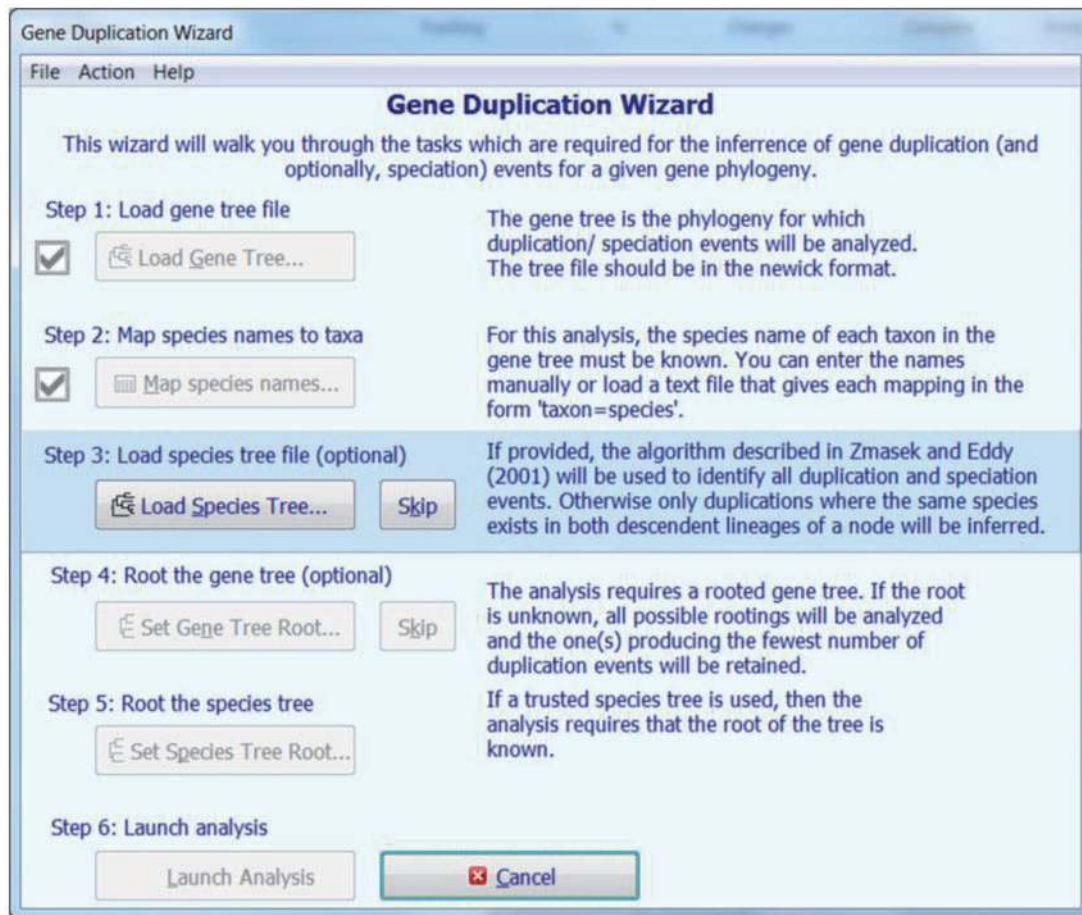 Gene Duplication Wizard
File Action Help
Gene Duplication Wizard
This wizard will walk you through the tasks which are required for the inferrence of gene duplication (and
optionally, speciation) events for a given gene phylogeny.
Step 1: Load gene tree file
Load Gene Tree...
The gene tree is the phylogeny for which
duplication/ speciation events will be analyzed.
The tree file should be in the newick format.
Step 2: Map species names to taxa
Map species names...
For this analysis, the species name of each taxon in the
gene tree must be known. You can enter the names
manually or load a text file that gives each mapping in the
form 'taxon=species'.
Step 3: Load species tree file (optional)
Load Species Tree...
Skip
If provided, the algorithm described in Zmasek and Eddy
(2001) will be used to identify all duplication and speciation
events. Otherwise only duplications where the same species
exists in both descendent lineages of a node will be inferred.
Step 4: Root the gene tree (optional)
Set Gene Tree Root...
Skip
The analysis requires a rooted gene tree. If the root
is unknown, all possible rootings will be analyzed
and the one(s) producing the fewest number of
duplication events will be retained.
Step 5: Root the species tree
Set Species Tree Root...
If a trusted species tree is used, then the
analysis requires that the root of the tree is
known.
Step 6: Launch analysis
Launch Analysis
Cancel